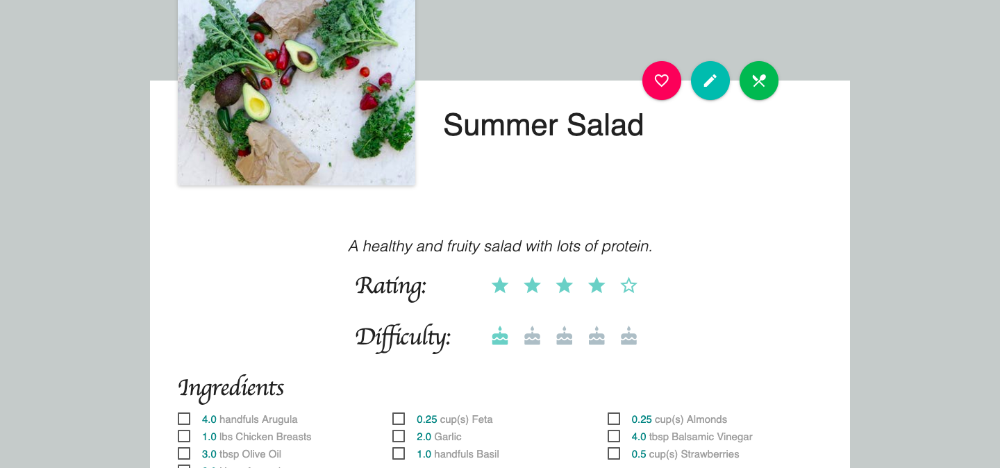 Summer Salad
A healthy and fruity salad with lots of protein.
Rating:
Difficulty:
Ingredients
4.0 handfuls Arugula
0.25 cup(s) Feta
0.25 cup(s) Almonds
1.0 lbs Chicken Breasts
2.0 Garlic
4.0 tbsp Balsamic Vinegar
3.0 tbsp Olive Oil
1.0 handfuls Basil
0.5 cup(s) Strawberries